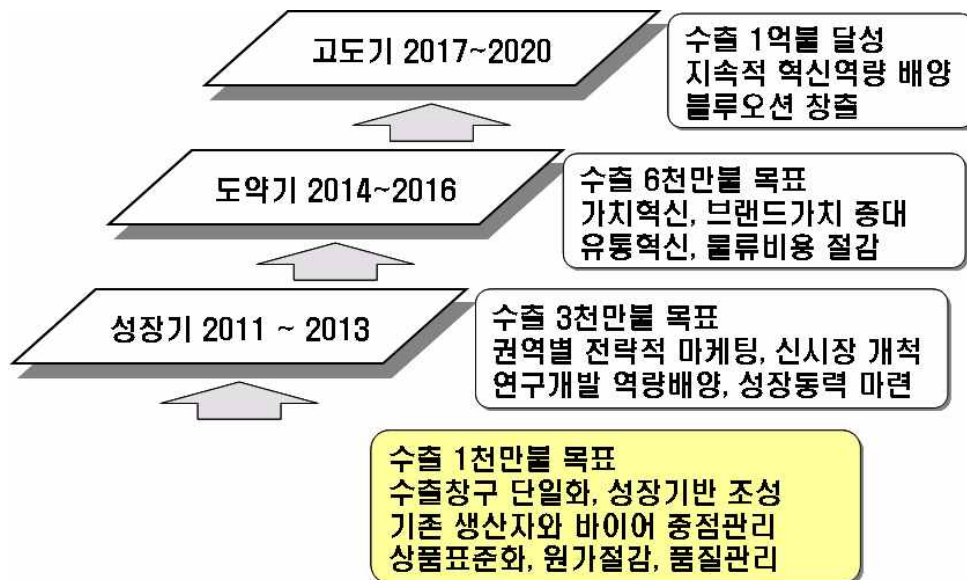 고도기 2017~2020
수출 1억불 달성
지속적 혁신역량 배양
블루오션 창출
도약기 2014~2016
수출 6천만불 목표
가치혁신, 브랜드가치 증대
유통혁신, 물류비용 절감
성장기 2011 ~ 2013
수출 3천만불 목표
권역별 전략적 마케팅, 신시장 개척
연구개발 역량배양, 성장동력 마련
수출 1천만불 목표
수출창구 단일화, 성장기반 조성
기존 생산자와 바이어 중점관리
상품표준화, 원가절감, 품질관리